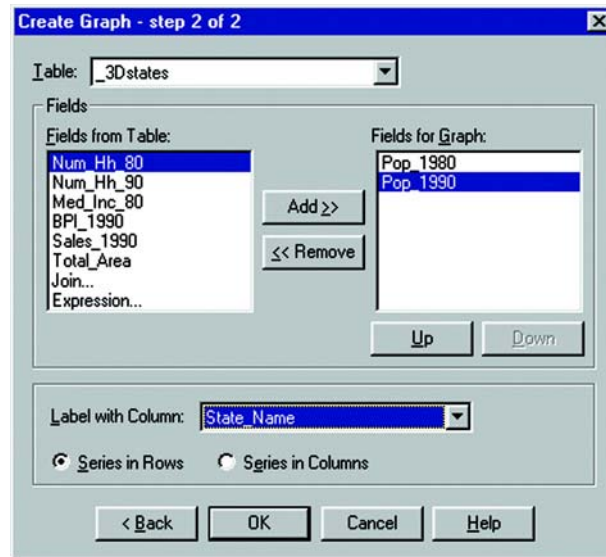 Create Graph - step 2 of 2
Table: _3Dstates
Fields
Fields from Table:
Num_Hh_80
Num_Hh_90
Med_Inc_80
BPI_1990
Sales_1990
Total_Area
Join...
Expression...
Add >>
<< Remove
Fields for Graph:
Pop_1980
Pop_1990
Up
Down
Label with Column: State_Name
Series in Rows
Series in Columns
< Back
OK
Cancel
Help